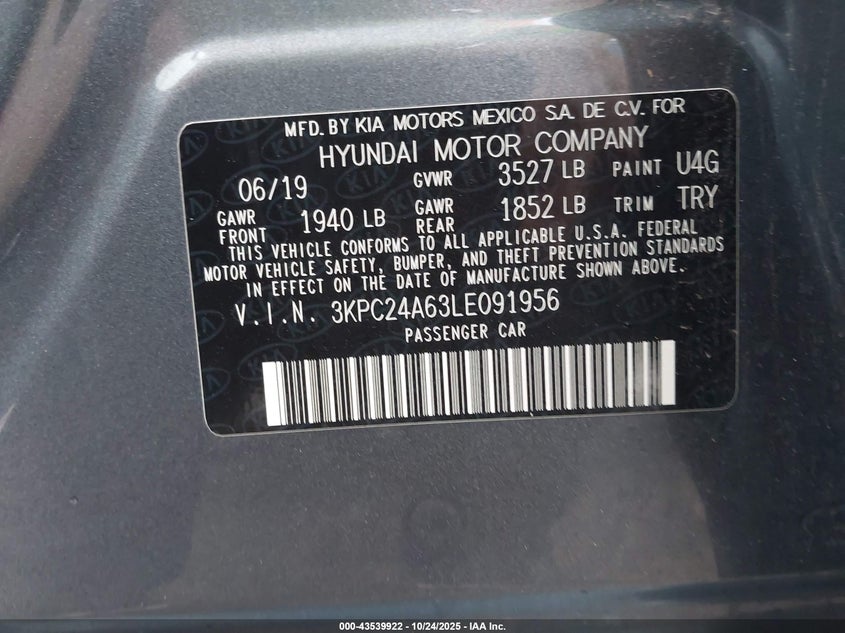 MFD. BY KIA MOTORS MEXICO S.A. DE C.V. FOR
HYUNDAI MOTOR COMPANY
06/19 GVWR 3527 LB PAINT U4G
GAWR FRONT 1940 LB GAWR REAR 1852 LB TRIM TRY
THIS VEHICLE CONFORMS TO ALL APPLICABLE U.S.A. FEDERAL
MOTOR VEHICLE SAFETY, BUMPER, AND THEFT PREVENTION STANDARDS
IN EFFECT ON THE DATE OF MANUFACTURE SHOWN ABOVE.
V.I.N. 3KPC24A63LE091956
PASSENGER CAR
000-43539922 - 10/24/2025 - IAA Inc.